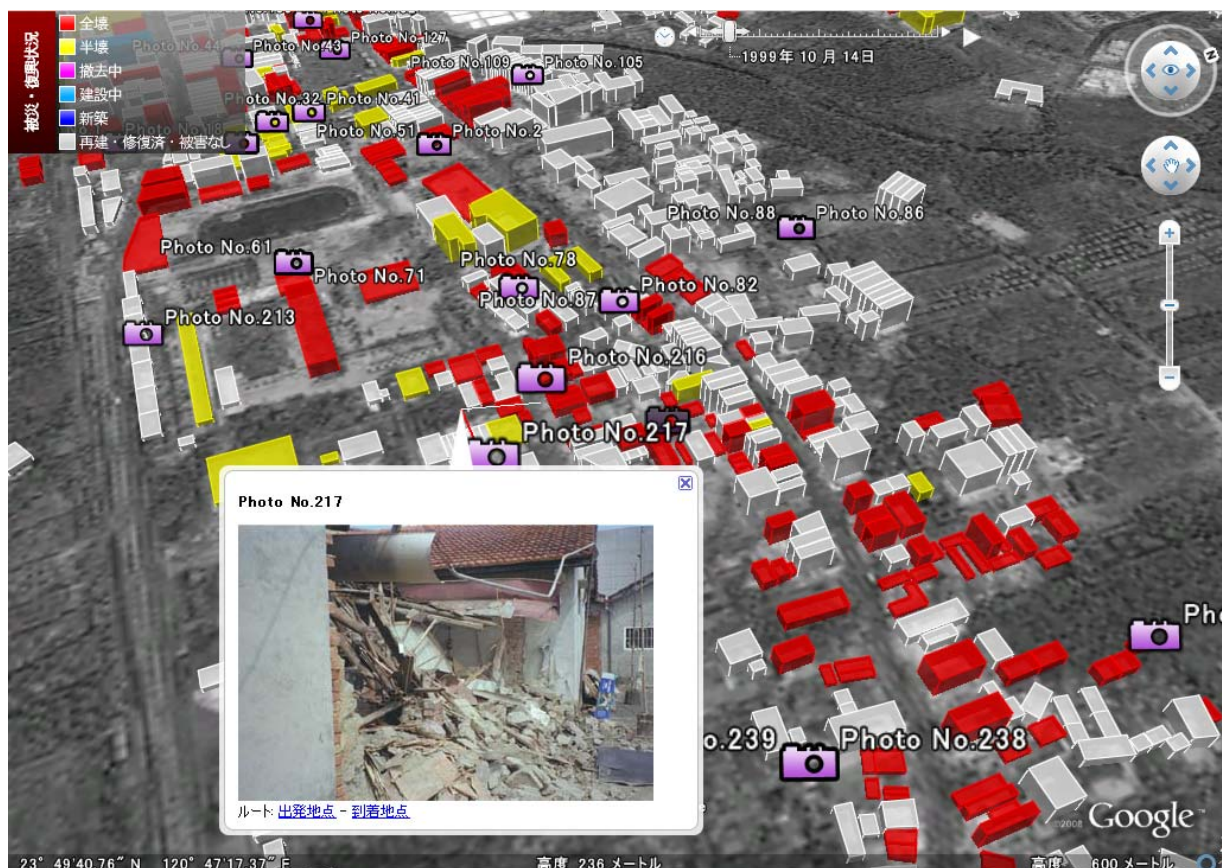 被災・復興状況
全壊
半壊
撤去中
建設中
新築
再建・修復済・被害なし
1999年 10 月 14日
N
Photo No.44
Photo No.43
Photo No.127
Photo No.109
Photo No.105
Photo No.32
Photo No.41
Photo No.51
Photo No.2
Photo No.88
Photo No.86
Photo No.61
Photo No.78
Photo No.71
Photo No.87
Photo No.82
Photo No.213
Photo No.216
Photo No.217
Photo No.217
ルート: 出発地点 - 到着地点
Pho
o.239
Photo No.238
©2008 Google™
23° 49'40.76" N 120° 47'17.37" E
高度 236 メートル
高度 600 メートル